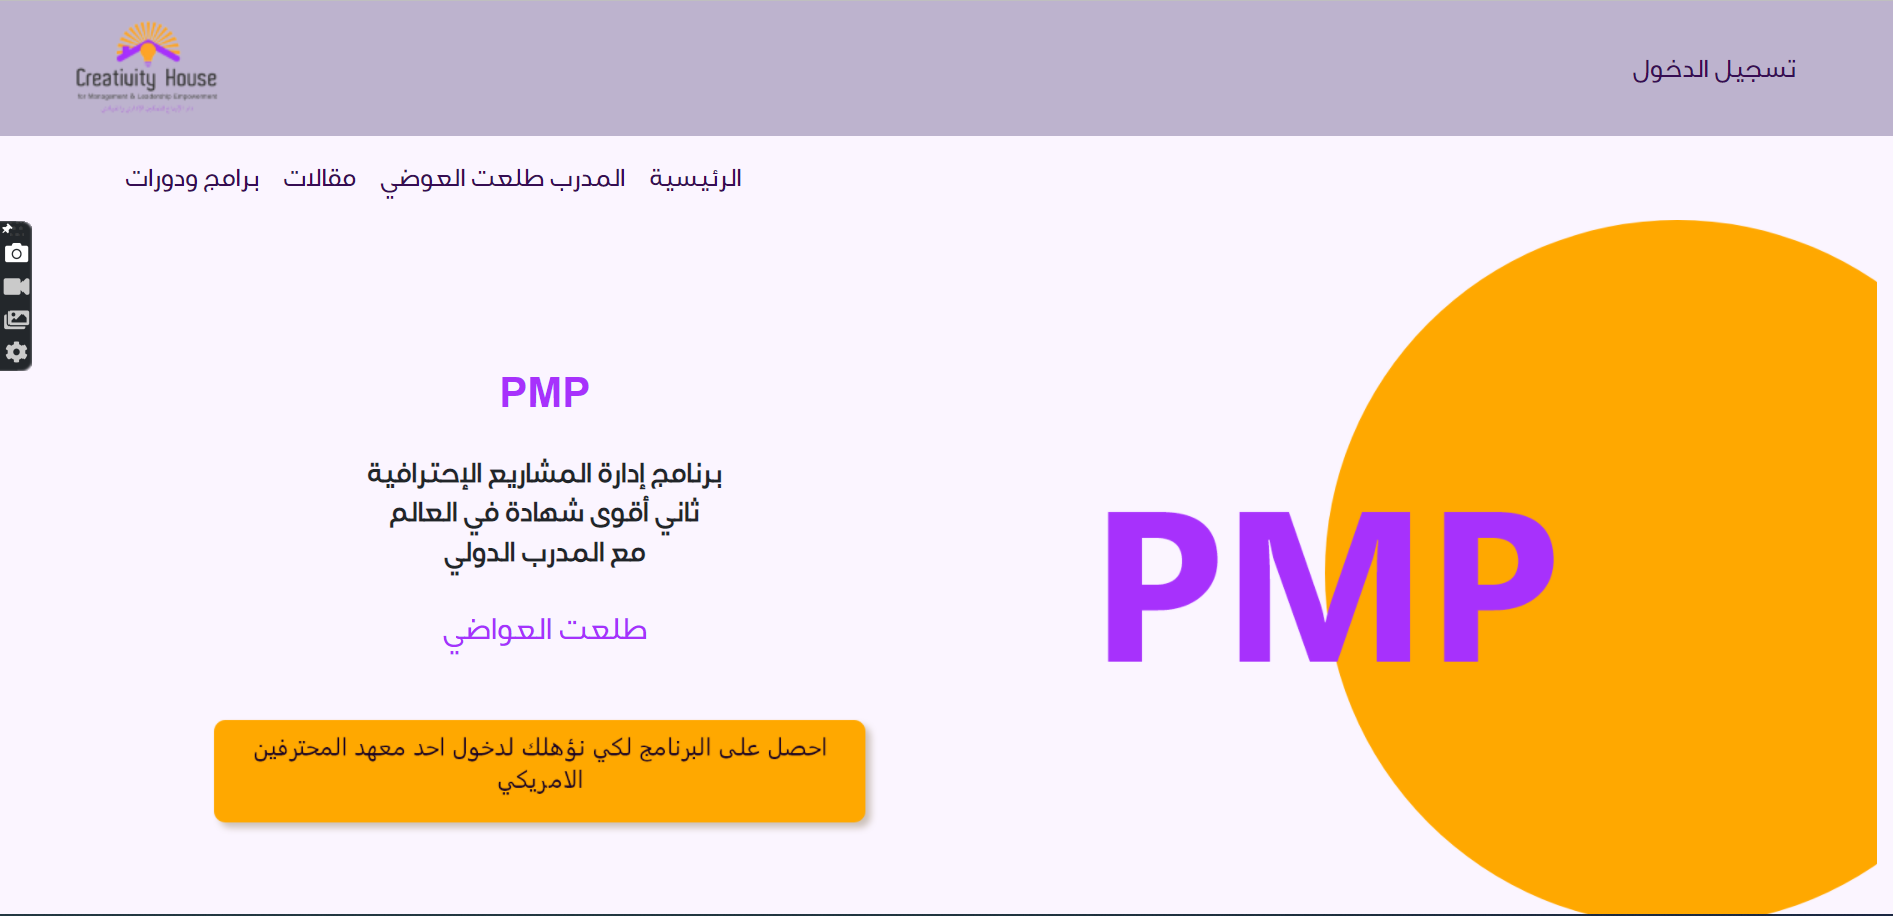 تسجيل الدخول
Creativity House
for Management & Leadership Empowerment
الرئيسية المدرب طلعت العوضي مقالات برامج ودورات
PMP
برنامج إدارة المشاريع الإحترافية
ثاني أقوى شهادة في العالم
مع المدرب الدولي
طلعت العواضي
احصل على البرنامج لكي نؤهلك لدخول احد معهد المحترفين
الامريكي
PMP